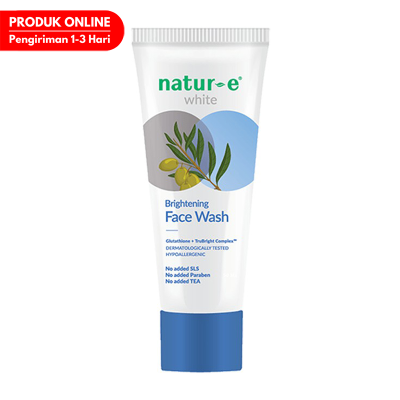 PRODUK ONLINE
Pengiriman 1-3 Hari
natur-e®
white
Brightening
Face Wash
Glutathione + TruBright Complex™
DERMATOLOGICALLY TESTED
HYPOALLERGENIC
No added SLS
No added Paraben
No added TEA